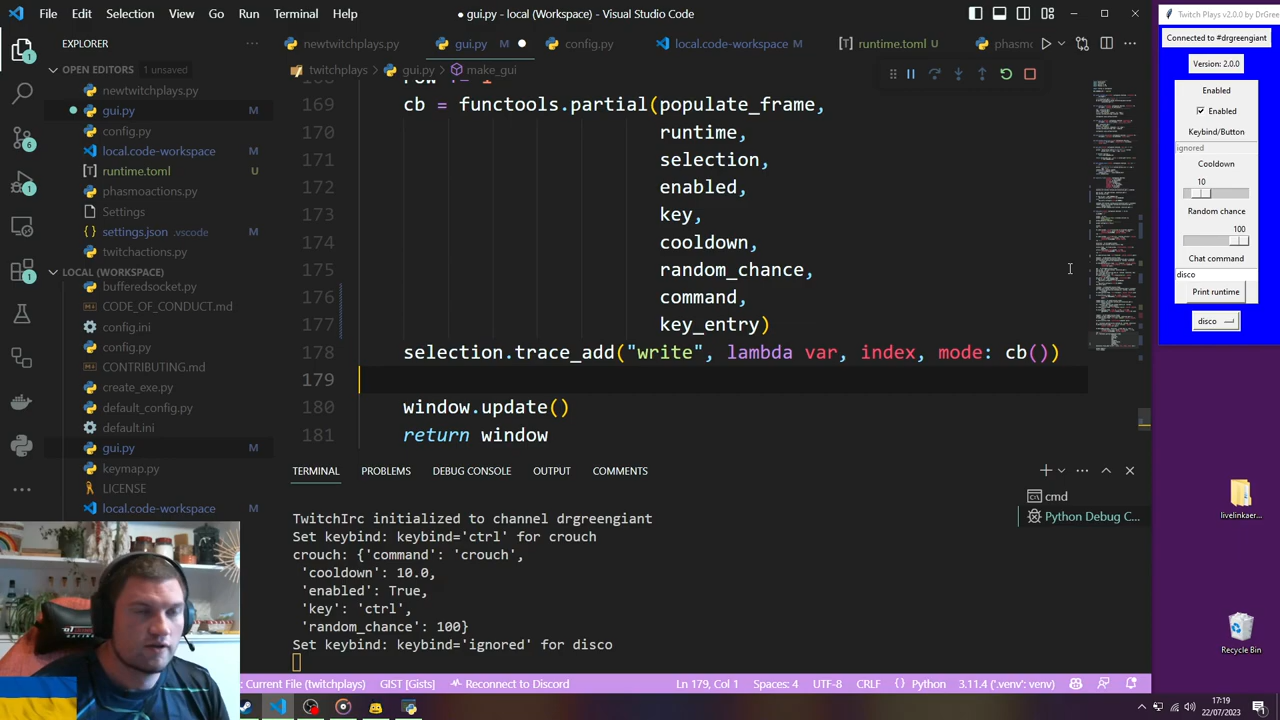 File Edit Selection View Go Run Terminal Help
● gui.py - local (Workspace) - Visual Studio Code
Twitch Plays v2.0.0 by DrGree
EXPLORER
OPEN EDITORS 1 unsaved
newtwitchplays.py
gui.py
config.py
local.code-workspace M
runtime.toml U
phasmoactions.py
Settings
settings.json .vscode
twitchactions.py
LOCAL (WORKSPACE)
bufferedsocket.py
CODE_OF_CONDUCT.md
config.ini
config.py
CONTRIBUTING.md
create_exe.py
default_config.py
default.ini
gui.py M
keymap.py
LICENSE
local.code-workspace M
newtwitchplays.py
gui.py
config.py
local.code-workspace M
runtime.toml U
phasmo
twitchplays > gui.py > make_gui
169 cb = functools.partial(populate_frame,
runtime,
selection,
enabled,
key,
cooldown,
random_chance,
command,
key_entry)
selection.trace_add("write", lambda var, index, mode: cb())
179
180 window.update()
181 return window
TERMINAL PROBLEMS DEBUG CONSOLE OUTPUT COMMENTS
cmd
Python Debug C...
TwitchIrc initialized to channel drgreengiant
Set keybind: keybind='ctrl' for crouch
crouch: {'command': 'crouch',
'cooldown': 10.0,
'enabled': True,
'key': 'ctrl',
'random_chance': 100}
Set keybind: keybind='ignored' for disco
: Current File (twitchplays) GIST [Gists] Reconnect to Discord Ln 179, Col 1 Spaces: 4 UTF-8 CRLF Python 3.11.4 ('.venv': venv)
Connected to #drgreengiant
Version: 2.0.0
Enabled
Enabled
Keybind/Button
ignored
Cooldown
10
Random chance
100
Chat command
disco
Print runtime
disco
livelinkaer...
Recycle Bin
17:19
22/07/2023